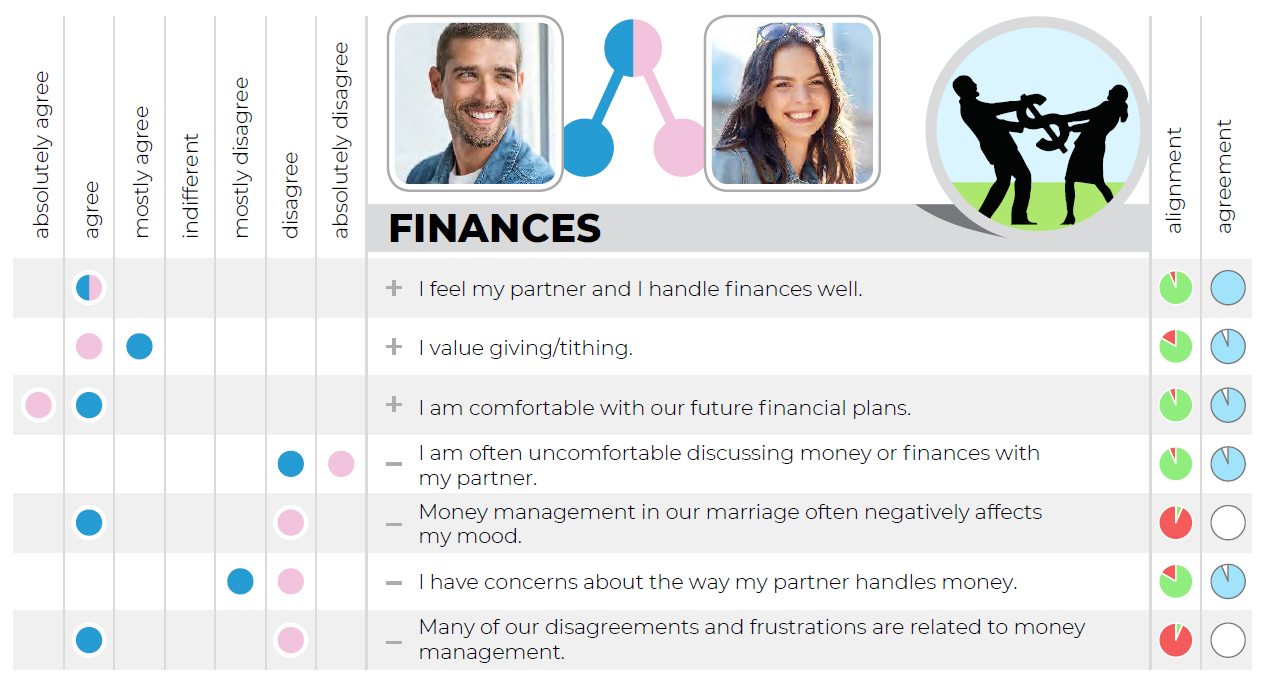 absolutely agree
agree
mostly agree
indifferent
mostly disagree
disagree
absolutely disagree
alignment
agreement
FINANCES
+ I feel my partner and I handle finances well.
+ I value giving/tithing.
+ I am comfortable with our future financial plans.
– I am often uncomfortable discussing money or finances with
my partner.
– Money management in our marriage often negatively affects
my mood.
– I have concerns about the way my partner handles money.
– Many of our disagreements and frustrations are related to money
management.